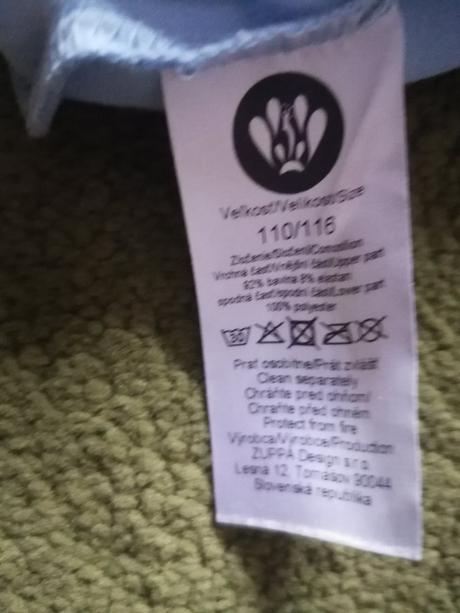 Veľkosť/Velikost/Size
110/116
Zloženie/Složení/Consition
Vrchná časť/Vnější část/Upper part
92% bavlna 8% elastan
spodná časť/spodní část/Lower part
100% polyester
30
Prať osobitne/Prát zvlášť
Clean separately
Chráňte pred ohňom/
Chraňte před ohněm
Protect from fire
Výrobca/Výrobce/Production
ZUPPA Design s.r.o.
Lesná 12, Tomášov 90044
Slovenská republika